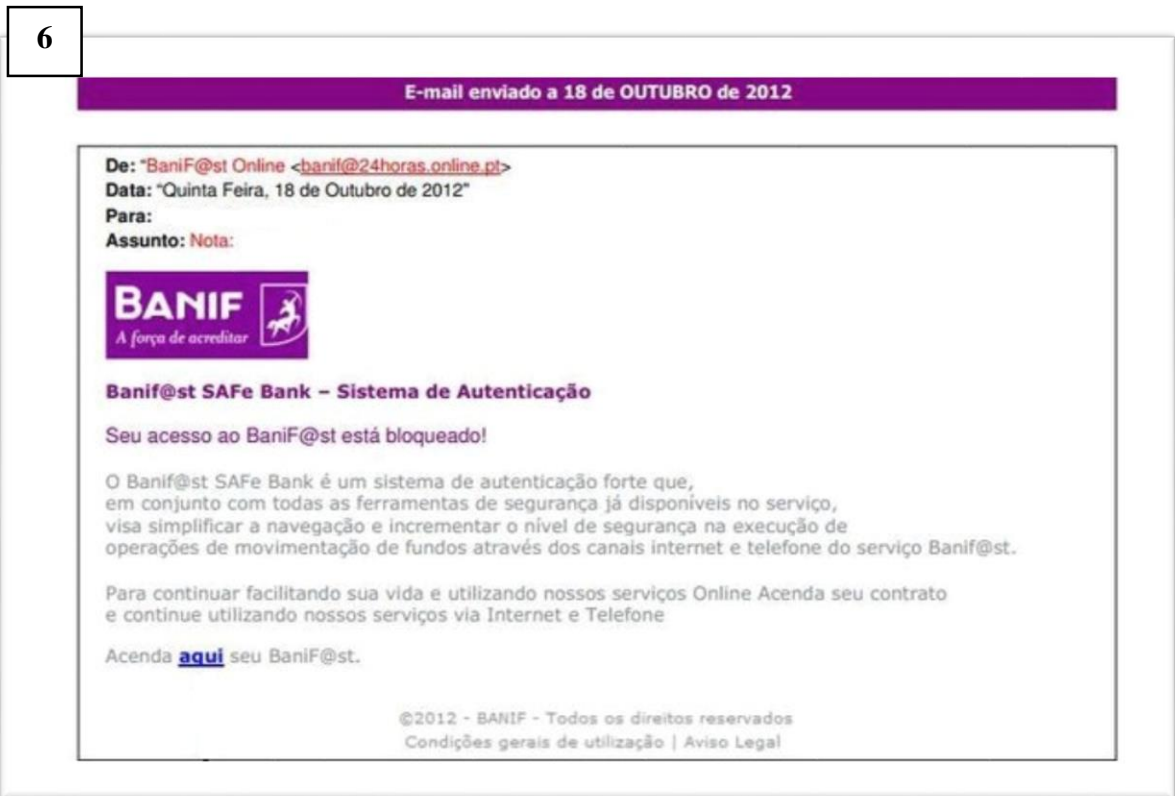 6
E-mail enviado a 18 de OUTUBRO de 2012
De: "BaniF@st Online <banif@24horas.online.pt>
Data: "Quinta Feira, 18 de Outubro de 2012"
Para:
Assunto: Nota:
BANIF
A força de acreditar
Banif@st SAFe Bank – Sistema de Autenticação
Seu acesso ao BaniF@st está bloqueado!
O Banif@st SAFe Bank é um sistema de autenticação forte que,
em conjunto com todas as ferramentas de segurança já disponíveis no serviço,
visa simplificar a navegação e incrementar o nível de segurança na execução de
operações de movimentação de fundos através dos canais internet e telefone do serviço Banif@st.
Para continuar facilitando sua vida e utilizando nossos serviços Online Acenda seu contrato
e continue utilizando nossos serviços via Internet e Telefone
Acenda aqui seu BaniF@st.
©2012 - BANIF - Todos os direitos reservados
Condições gerais de utilização | Aviso Legal